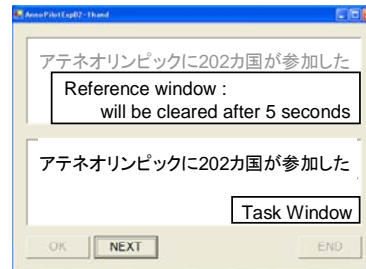 AnnoPilotExp02-1hand
アテネオリンピックに202カ国が参加した
Reference window :
will be cleared after 5 seconds
アテネオリンピックに202カ国が参加した
Task Window
OK NEXT END